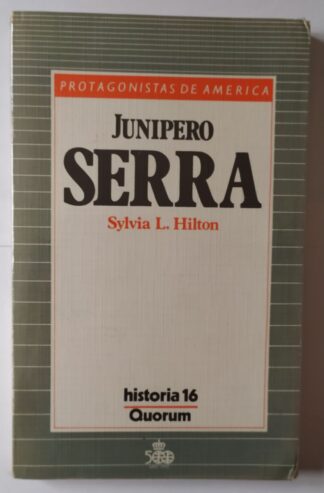 PROTAGONISTAS DE AMERICA
JUNIPERO
SERRA
Sylvia L. Hilton
historia 16
Quorum